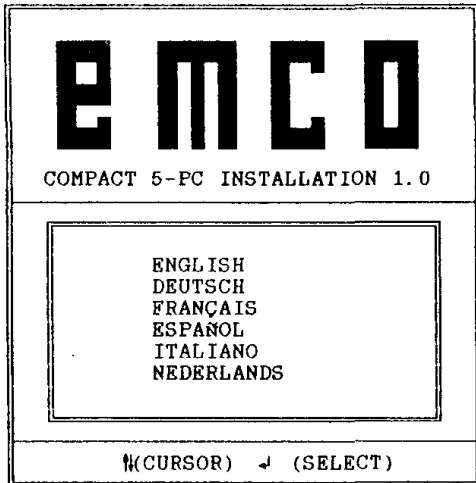 emco
COMPACT 5-PC INSTALLATION 1.0
ENGLISH
DEUTSCH
FRANÇAIS
ESPAÑOL
ITALIANO
NEDERLANDS
⇅(CURSOR) ↲ (SELECT)